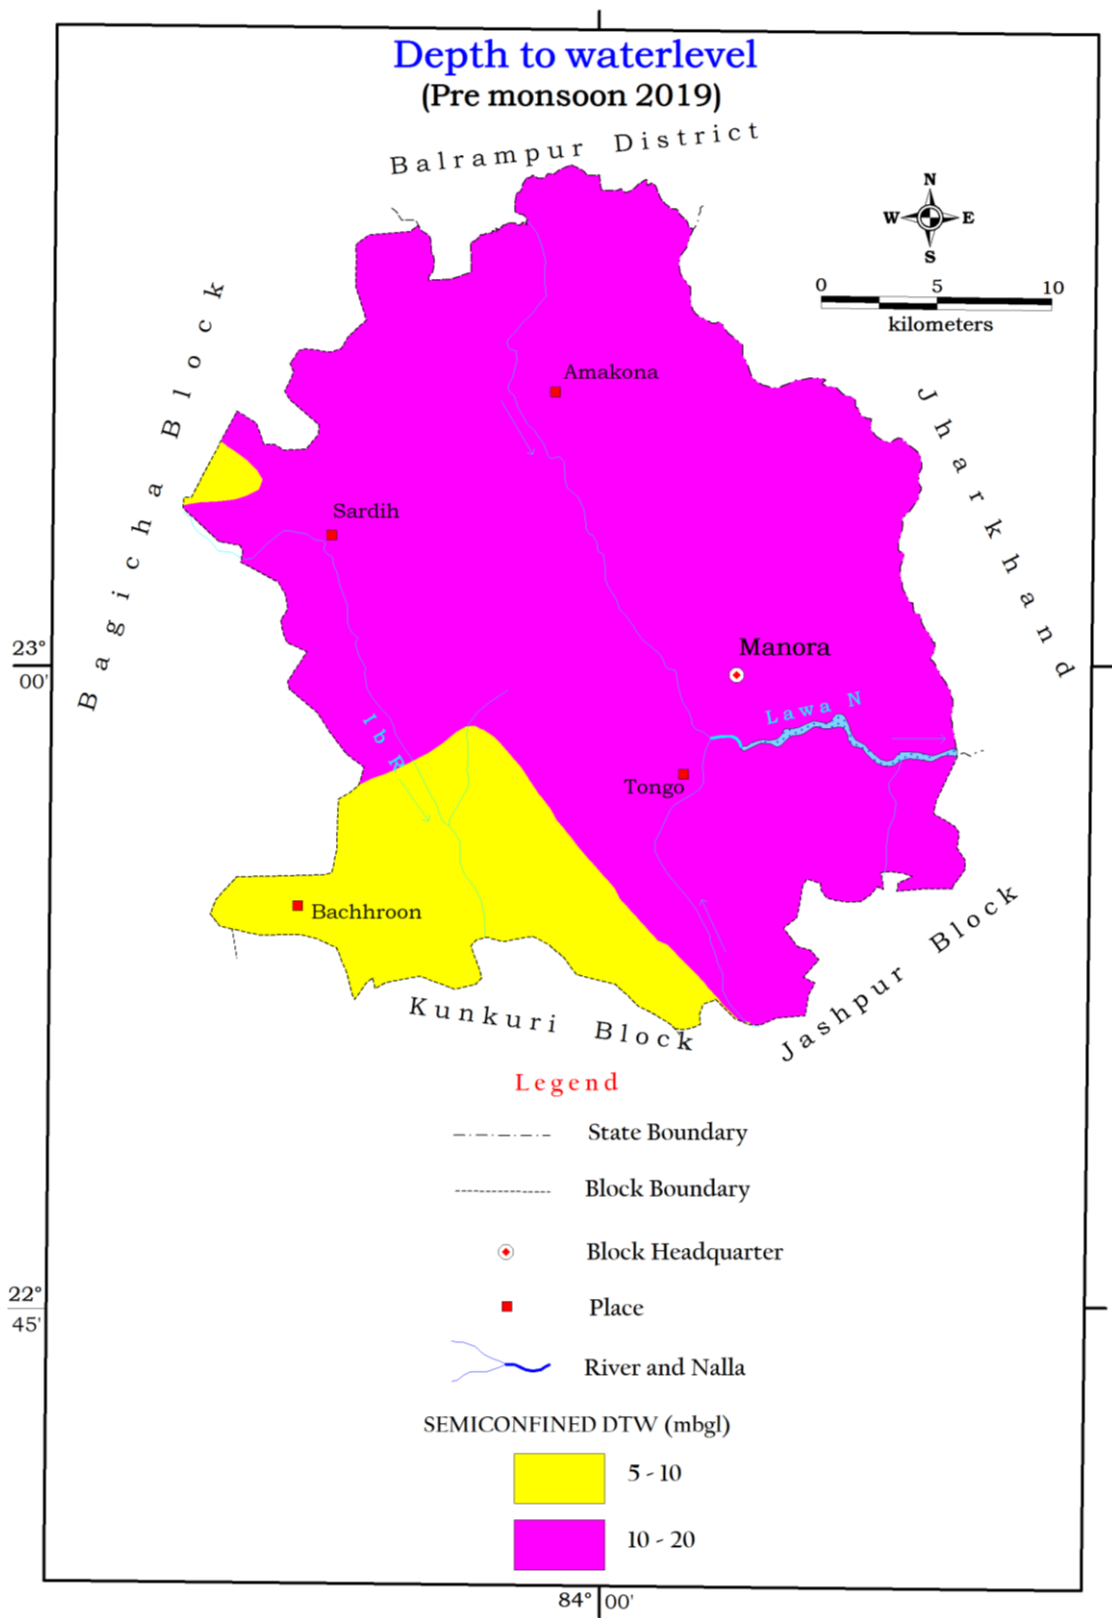 Depth to waterlevel
(Pre monsoon 2019)
Balrampur District
N
W E
S
0 5 10
kilometers
Bagicha Block
Jharkhand
Amakona
Sardih
23°
00'
Manora
Lawa N
Ib R
Tongo
Bachhroon
Kunkuri Block
Jashpur Block
Legend
State Boundary
Block Boundary
Block Headquarter
Place
River and Nalla
22°
45'
SEMICONFINED DTW (mbgl)
5 - 10
10 - 20
84° 00'